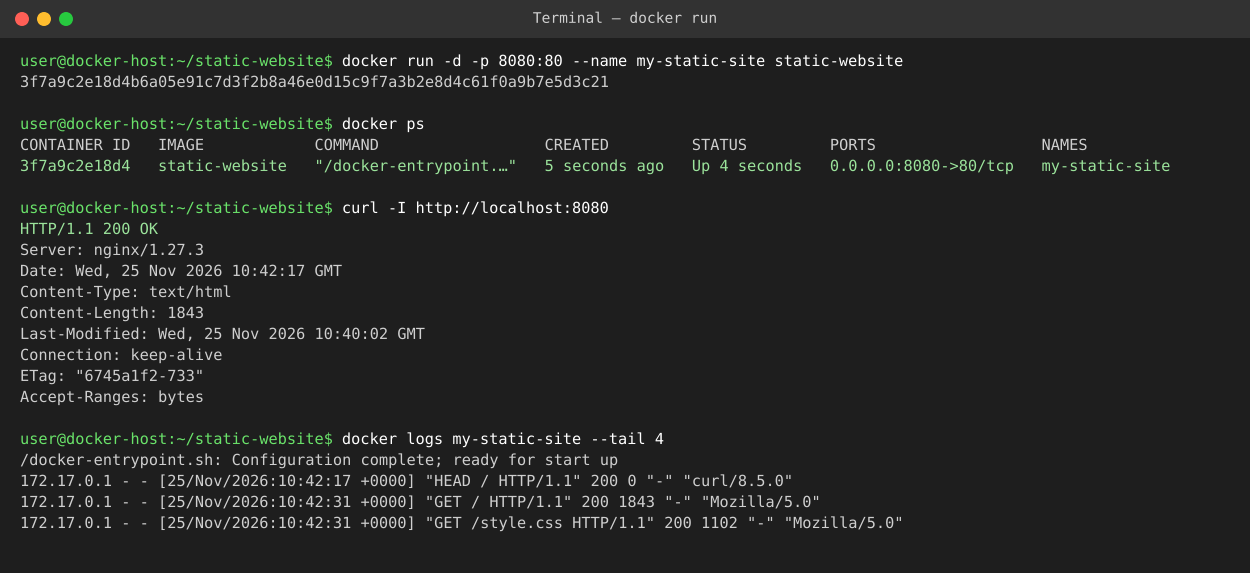 Terminal — docker run
user@docker-host:~/static-website$ docker run -d -p 8080:80 --name my-static-site static-website
3f7a9c2e18d4b6a05e91c7d3f2b8a46e0d15c9f7a3b2e8d4c61f0a9b7e5d3c21
user@docker-host:~/static-website$ docker ps
CONTAINER ID   IMAGE            COMMAND                  CREATED         STATUS         PORTS                  NAMES
3f7a9c2e18d4   static-website   "/docker-entrypoint.…"   5 seconds ago   Up 4 seconds   0.0.0.0:8080->80/tcp   my-static-site
user@docker-host:~/static-website$ curl -I http://localhost:8080
HTTP/1.1 200 OK
Server: nginx/1.27.3
Date: Wed, 25 Nov 2026 10:42:17 GMT
Content-Type: text/html
Content-Length: 1843
Last-Modified: Wed, 25 Nov 2026 10:40:02 GMT
Connection: keep-alive
ETag: "6745a1f2-733"
Accept-Ranges: bytes
user@docker-host:~/static-website$ docker logs my-static-site --tail 4
/docker-entrypoint.sh: Configuration complete; ready for start up
172.17.0.1 - - [25/Nov/2026:10:42:17 +0000] "HEAD / HTTP/1.1" 200 0 "-" "curl/8.5.0"
172.17.0.1 - - [25/Nov/2026:10:42:31 +0000] "GET / HTTP/1.1" 200 1843 "-" "Mozilla/5.0"
172.17.0.1 - - [25/Nov/2026:10:42:31 +0000] "GET /style.css HTTP/1.1" 200 1102 "-" "Mozilla/5.0"